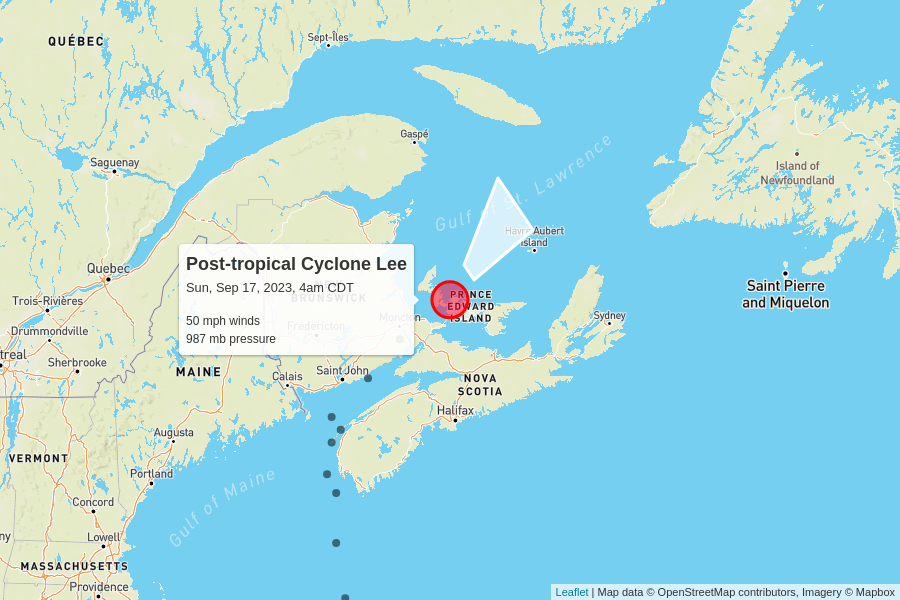 QUÉBEC
Sept-Îles
Gaspé
Saguenay
Island of
Newfoundland
Gulf of St. Lawrence
Havre Aubert
Island
Quebec
Post-tropical Cyclone Lee
Sun, Sep 17, 2023, 4am CDT
50 mph winds
987 mb pressure
BRUNSWICK
Fredericton
Moncton
PRINCE
EDWARD
ISLAND
Saint Pierre
and Miquelon
Trois-Rivières
Drummondville
treal
Sherbrooke
Sydney
MAINE
Calais
Saint John
NOVA
SCOTIA
Halifax
Augusta
VERMONT
Portland
Gulf of Maine
Concord
ny
Lowell
MASSACHUSETTS
Providence
Leaflet | Map data © OpenStreetMap contributors, Imagery © Mapbox